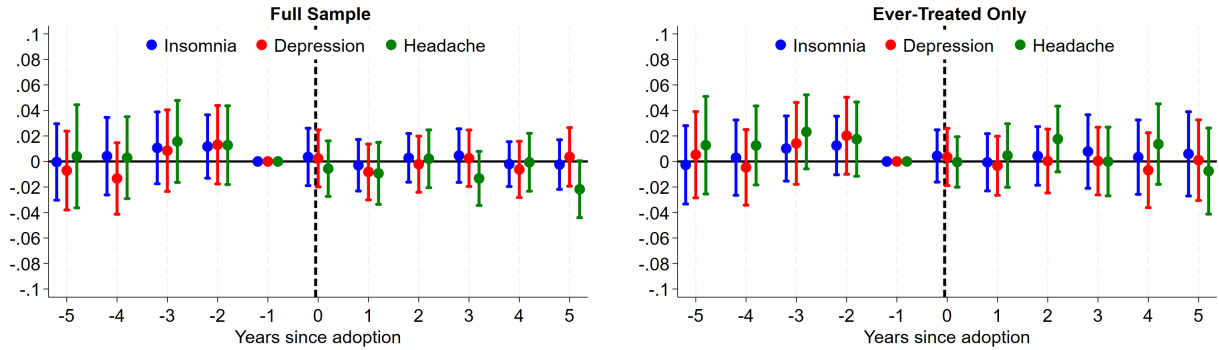 Full Sample
Insomnia Depression Headache
.1
.08
.06
.04
.02
0
-.02
-.04
-.06
-.08
-.1
-5 -4 -3 -2 -1 0 1 2 3 4 5
Years since adoption
Ever-Treated Only
Insomnia Depression Headache
.1
.08
.06
.04
.02
0
-.02
-.04
-.06
-.08
-.1
-5 -4 -3 -2 -1 0 1 2 3 4 5
Years since adoption